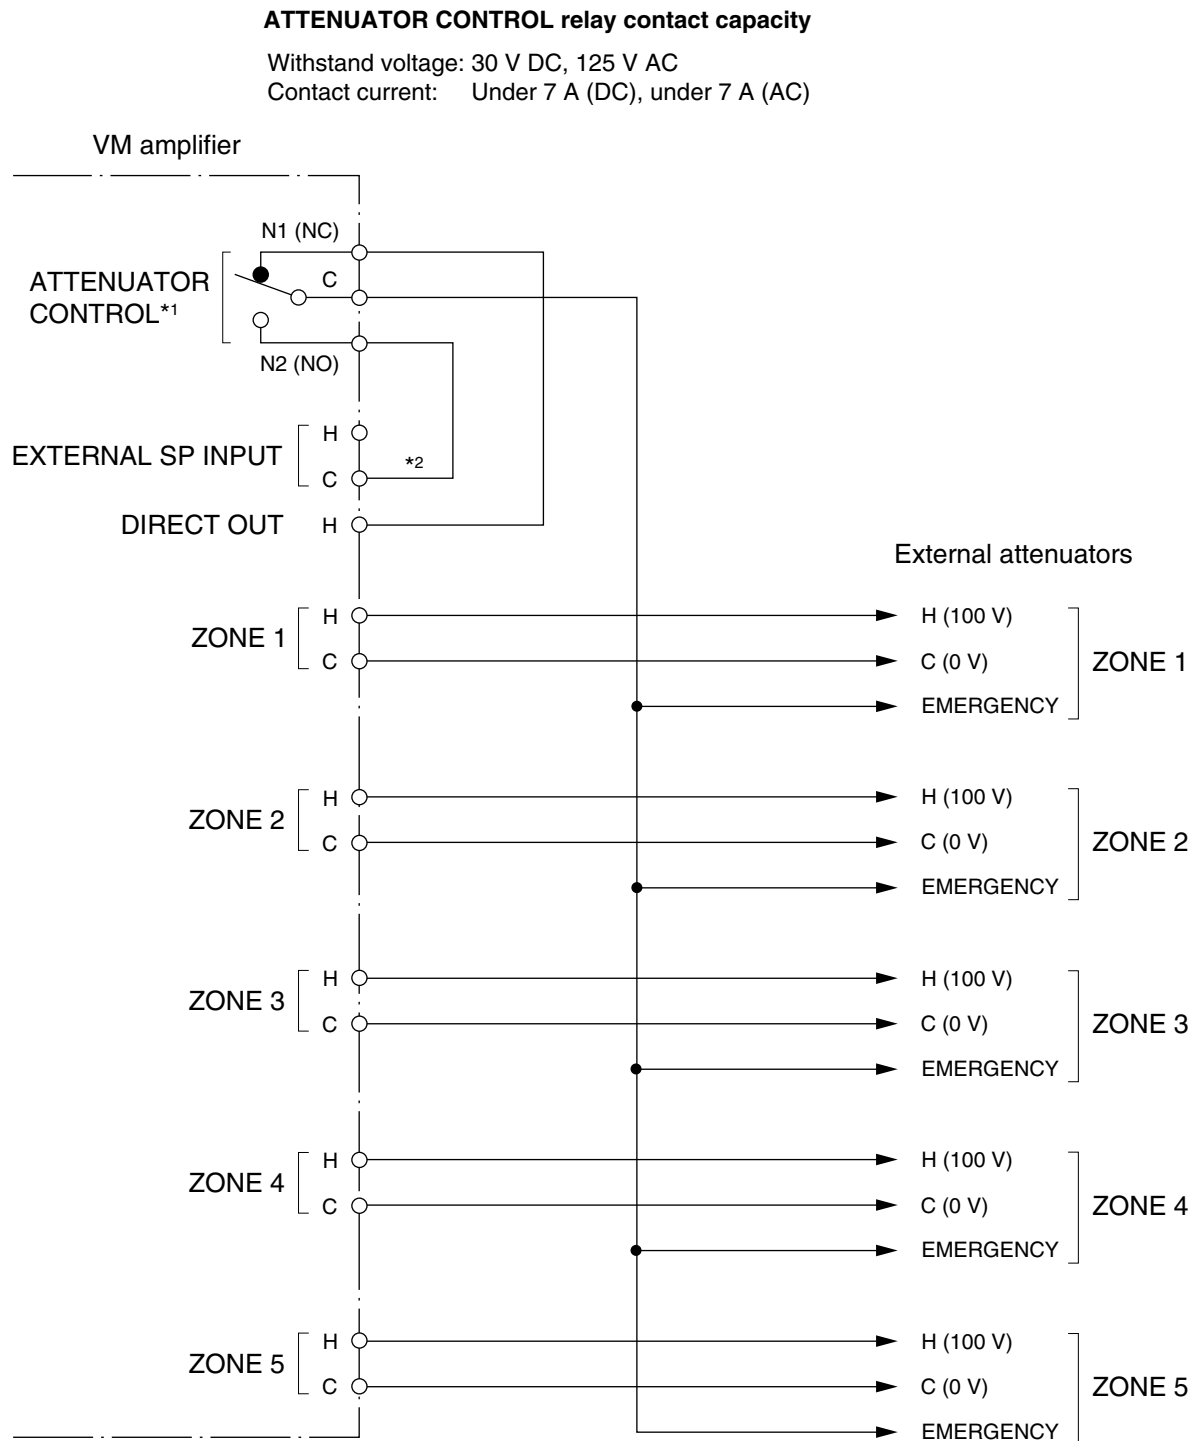 ATTENUATOR CONTROL relay contact capacity
Withstand voltage: 30 V DC, 125 V AC
Contact current: Under 7 A (DC), under 7 A (AC)
VM amplifier
N1 (NC)
ATTENUATOR
CONTROL*1
C
N2 (NO)
EXTERNAL SP INPUT
H
C
*2
DIRECT OUT H
External attenuators
ZONE 1
H
C
H (100 V)
C (0 V)
EMERGENCY
ZONE 1
ZONE 2
H
C
H (100 V)
C (0 V)
EMERGENCY
ZONE 2
ZONE 3
H
C
H (100 V)
C (0 V)
EMERGENCY
ZONE 3
ZONE 4
H
C
H (100 V)
C (0 V)
EMERGENCY
ZONE 4
ZONE 5
H
C
H (100 V)
C (0 V)
EMERGENCY
ZONE 5